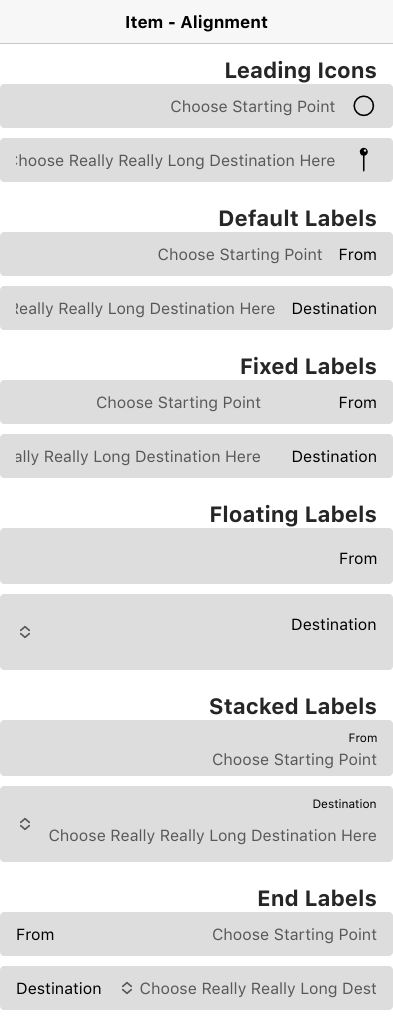 Item - Alignment
Leading Icons
Choose Starting Point
hoose Really Really Long Destination Here
Default Labels
Choose Starting Point From
Really Really Long Destination Here Destination
Fixed Labels
Choose Starting Point From
ally Really Long Destination Here Destination
Floating Labels
From
Destination
Stacked Labels
From
Choose Starting Point
Destination
Choose Really Really Long Destination Here
End Labels
From Choose Starting Point
Destination Choose Really Really Long Dest